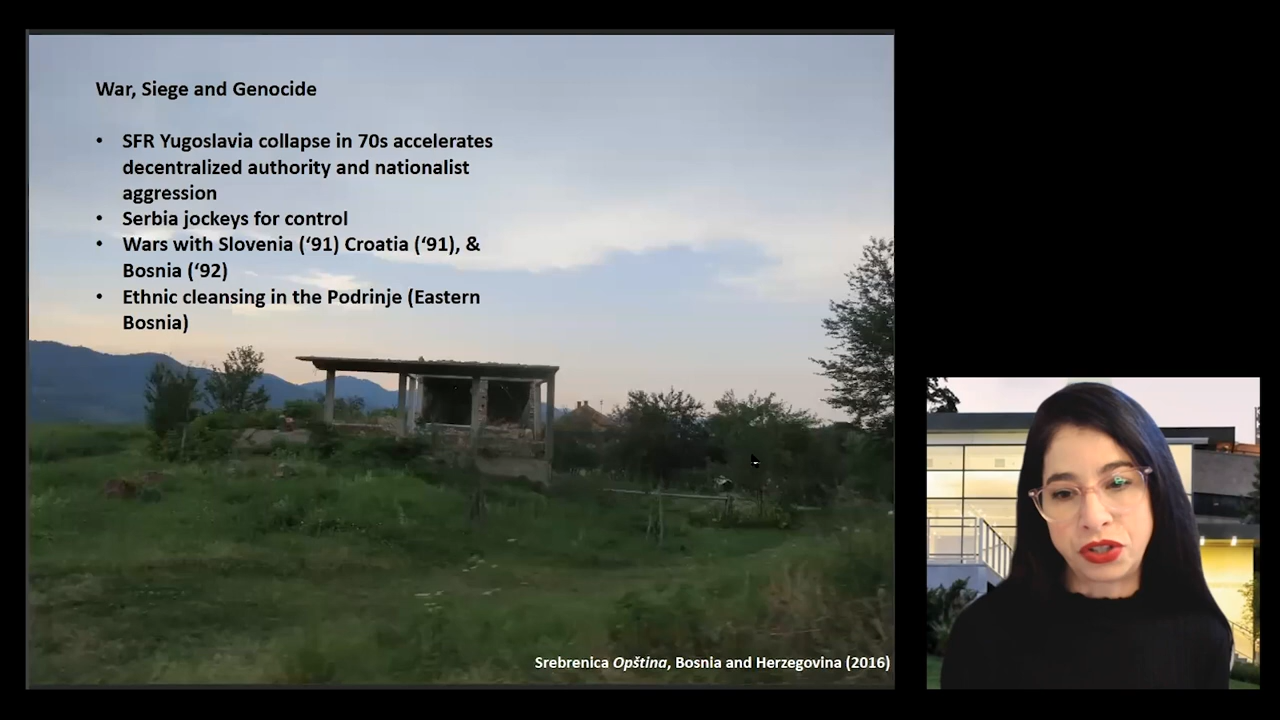 War, Siege and Genocide
• SFR Yugoslavia collapse in 70s accelerates
decentralized authority and nationalist
aggression
• Serbia jockeys for control
• Wars with Slovenia (‘91) Croatia (‘91), &
Bosnia (‘92)
• Ethnic cleansing in the Podrinje (Eastern
Bosnia)
Srebrenica Opština, Bosnia and Herzegovina (2016)